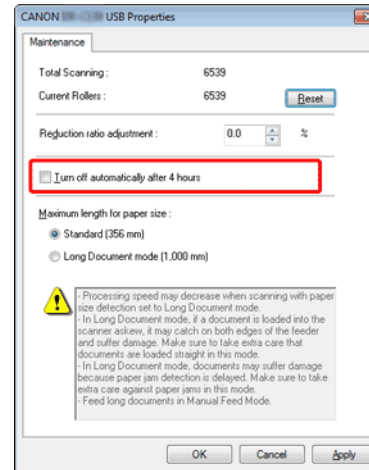 CANON USB Properties
Maintenance
Total Scanning : 6539
Current Rollers : 6539 Reset
Reduction ratio adjustment : 0.0 %
Turn off automatically after 4 hours
Maximum length for paper size :
Standard (356 mm)
Long Document mode (1,000 mm)
- Processing speed may decrease when scanning with paper
size detection set to Long Document mode.
- In Long Document mode, if a document is loaded into the
scanner askew, it may catch on both edges of the feeder
and suffer damage. Make sure to take extra care that
documents are loaded straight in this mode.
- In Long Document mode, documents may suffer damage
because paper jam detection is delayed. Make sure to take
extra care against paper jams in this mode.
- Feed long documents in Manual Feed Mode.
OK Cancel Apply